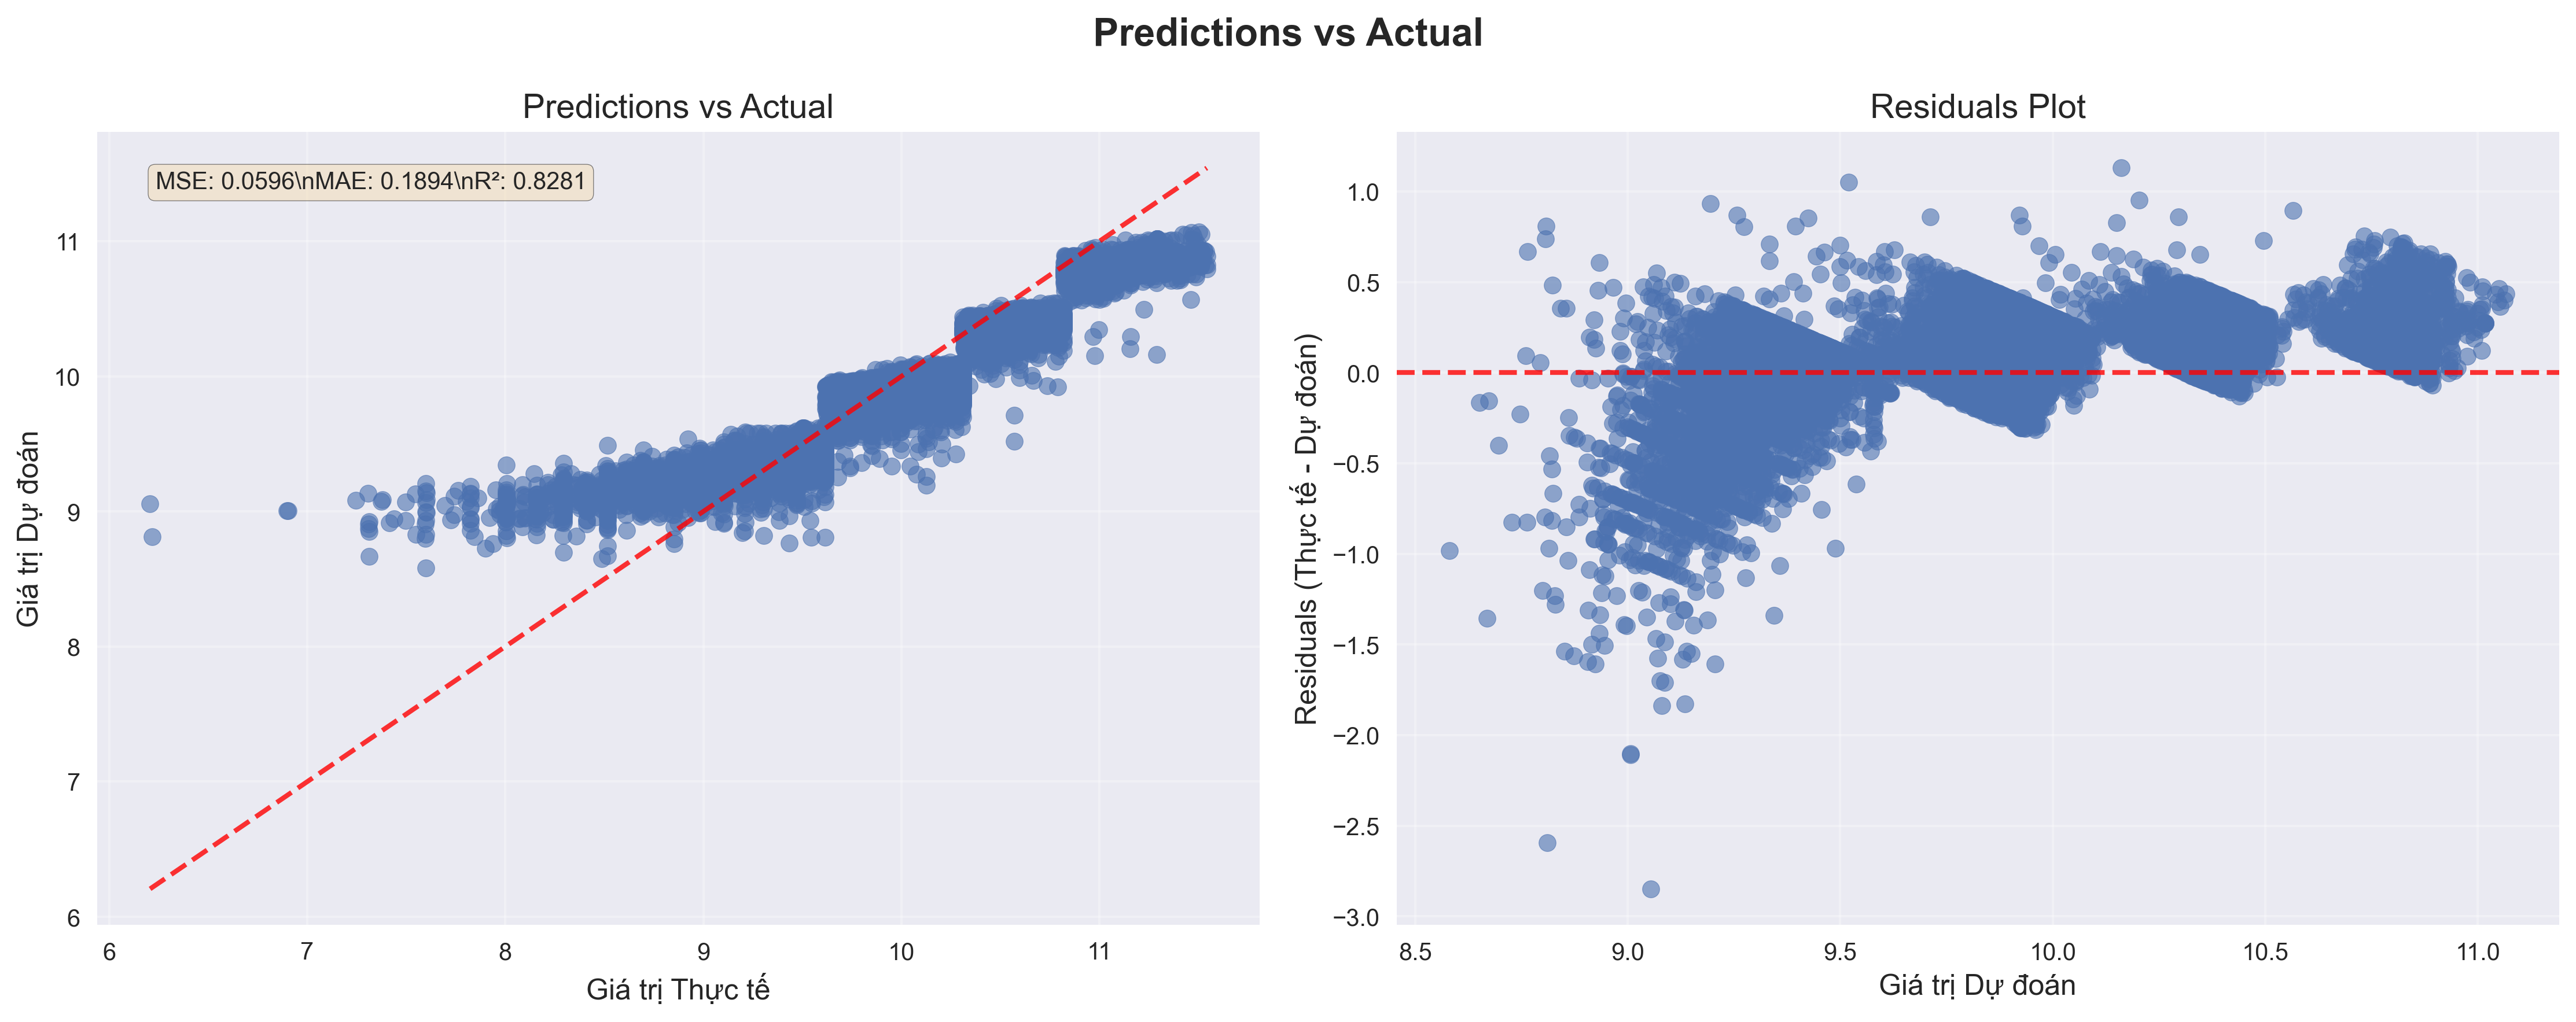 Predictions vs Actual
Predictions vs Actual
MSE: 0.0596\nMAE: 0.1894\nR²: 0.8281
11
10
9
8
7
6
6 7 8 9 10 11
Giá trị Dự đoán
Giá trị Thực tế
Residuals Plot
1.0
0.5
0.0
−0.5
−1.0
−1.5
−2.0
−2.5
−3.0
8.5 9.0 9.5 10.0 10.5 11.0
Residuals (Thực tế - Dự đoán)
Giá trị Dự đoán